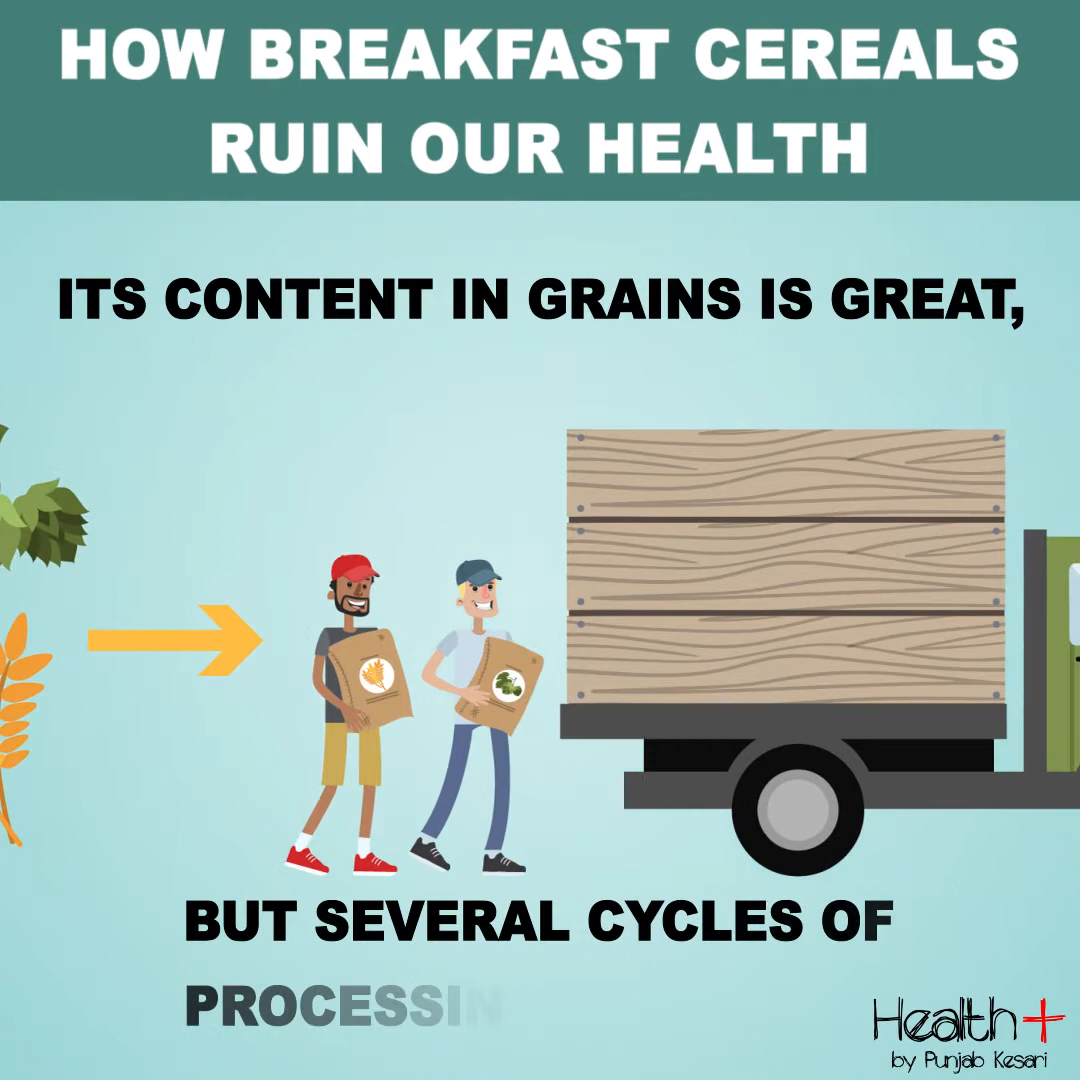 HOW BREAKFAST CEREALS
RUIN OUR HEALTH
ITS CONTENT IN GRAINS IS GREAT,
BUT SEVERAL CYCLES OF
PROCESSIN
Health+
by Punjab Kesari